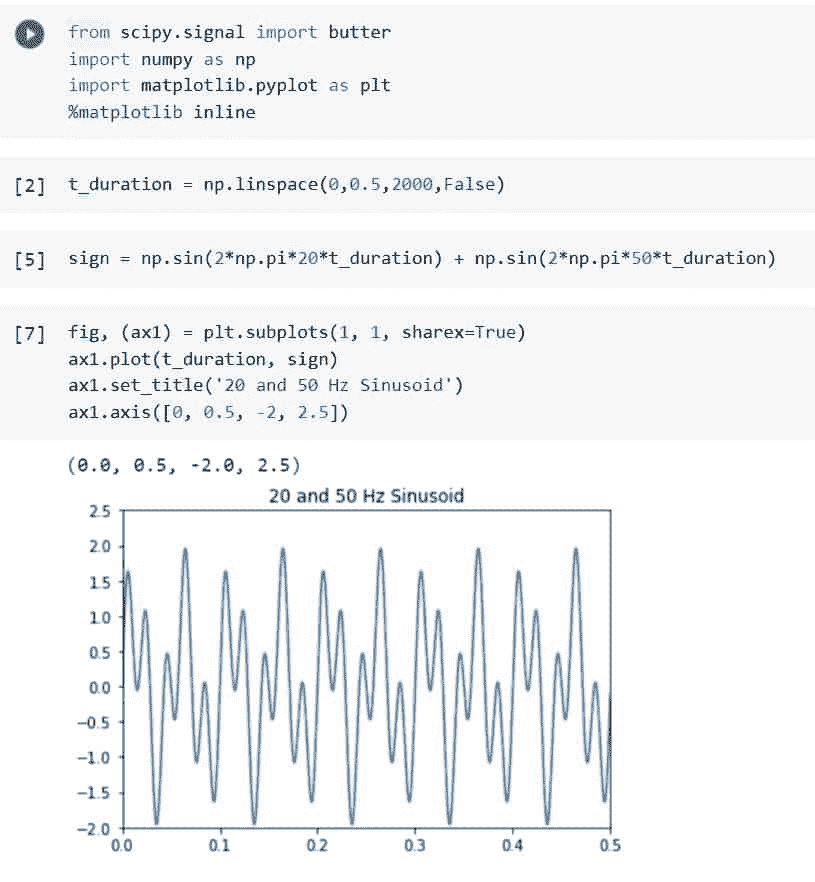 from scipy.signal import butter
import numpy as np
import matplotlib.pyplot as plt
%matplotlib inline
[2] t_duration = np.linspace(0,0.5,2000,False)
[5] sign = np.sin(2*np.pi*20*t_duration) + np.sin(2*np.pi*50*t_duration)
[7] fig, (ax1) = plt.subplots(1, 1, sharex=True)
ax1.plot(t_duration, sign)
ax1.set_title('20 and 50 Hz Sinusoid')
ax1.axis([0, 0.5, -2, 2.5])
(0.0, 0.5, -2.0, 2.5)
20 and 50 Hz Sinusoid
2.5
2.0
1.5
1.0
0.5
0.0
−0.5
−1.0
−1.5
−2.0
0.0 0.1 0.2 0.3 0.4 0.5